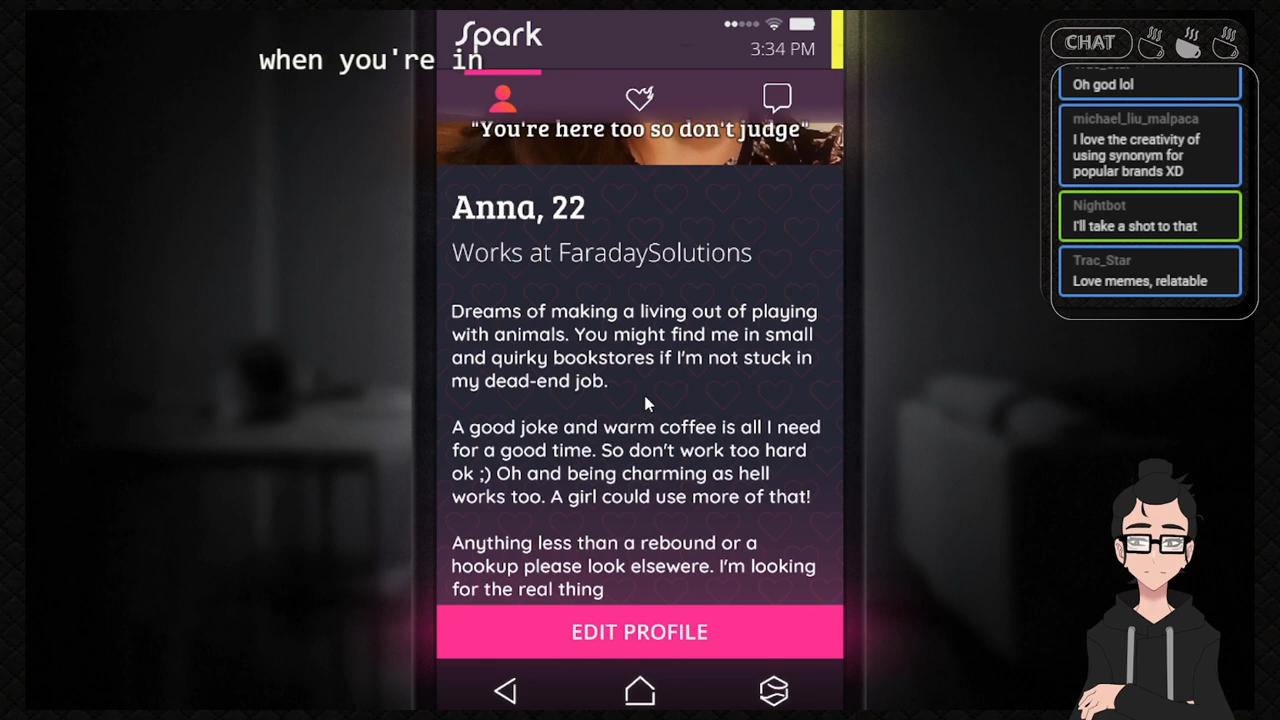 Spark
3:34 PM
when you're in
"You're here too so don't judge"
Anna, 22
Works at FaradaySolutions
Dreams of making a living out of playing
with animals. You might find me in small
and quirky bookstores if I'm not stuck in
my dead-end job.
A good joke and warm coffee is all I need
for a good time. So don't work too hard
ok ;) Oh and being charming as hell
works too. A girl could use more of that!
Anything less than a rebound or a
hookup please look elsewere. I'm looking
for the real thing
EDIT PROFILE
CHAT
Oh god lol
michael_liu_malpaca
I love the creativity of
using synonym for
popular brands XD
Nightbot
I'll take a shot to that
Trac_Star
Love memes, relatable